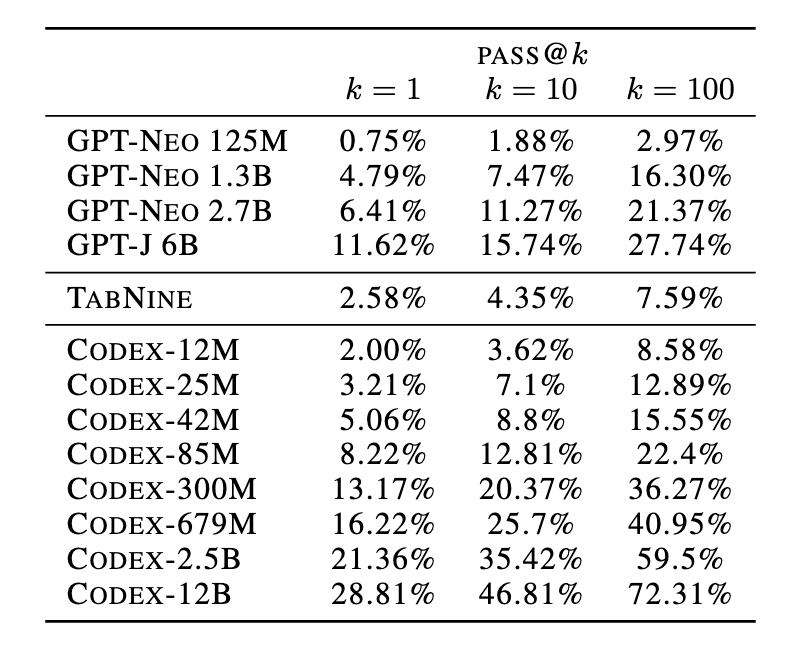 PASS@k
k = 1 k = 10 k = 100
GPT-NEO 125M 0.75% 1.88% 2.97%
GPT-NEO 1.3B 4.79% 7.47% 16.30%
GPT-NEO 2.7B 6.41% 11.27% 21.37%
GPT-J 6B 11.62% 15.74% 27.74%
TABNINE 2.58% 4.35% 7.59%
CODEX-12M 2.00% 3.62% 8.58%
CODEX-25M 3.21% 7.1% 12.89%
CODEX-42M 5.06% 8.8% 15.55%
CODEX-85M 8.22% 12.81% 22.4%
CODEX-300M 13.17% 20.37% 36.27%
CODEX-679M 16.22% 25.7% 40.95%
CODEX-2.5B 21.36% 35.42% 59.5%
CODEX-12B 28.81% 46.81% 72.31%